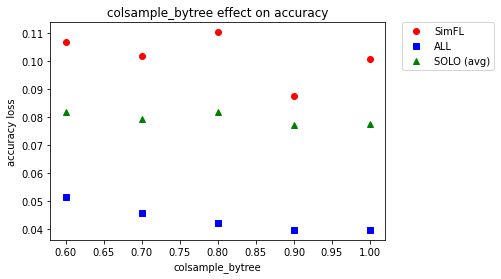 colsample_bytree effect on accuracy
SimFL
ALL
SOLO (avg)
accuracy loss
0.11
0.10
0.09
0.08
0.07
0.06
0.05
0.04
0.60 0.65 0.70 0.75 0.80 0.85 0.90 0.95 1.00
colsample_bytree